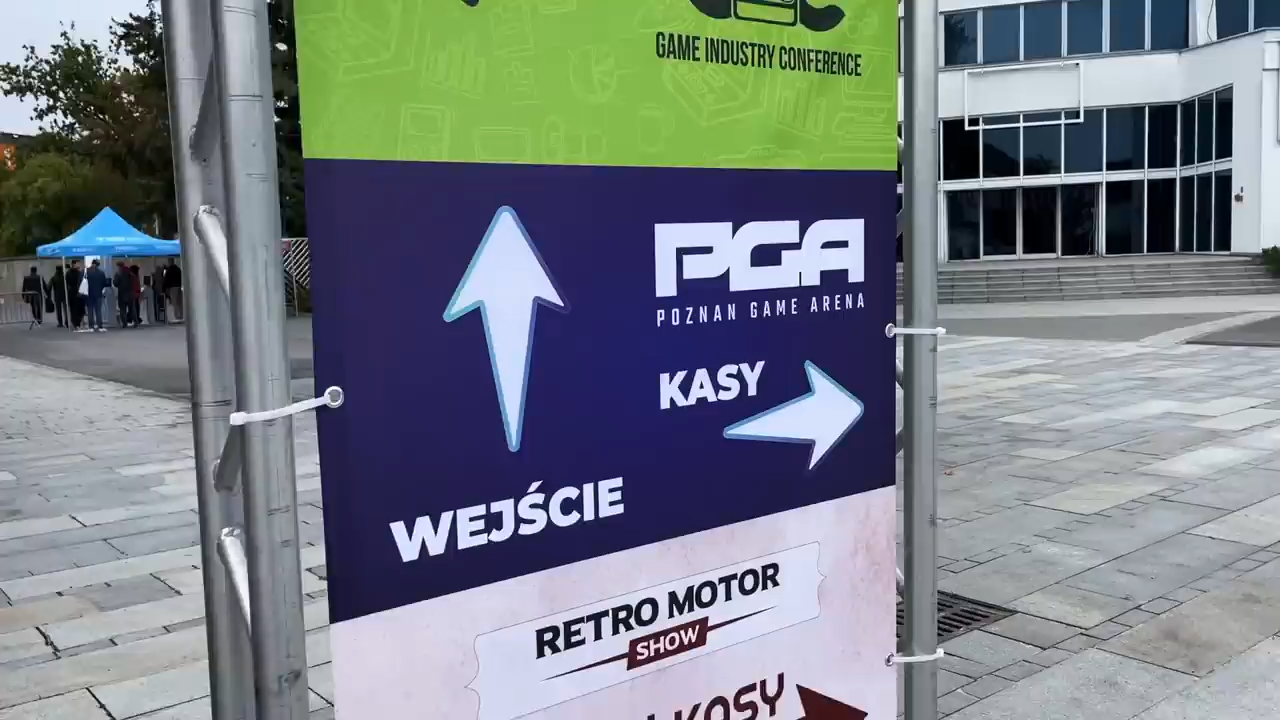 GAME INDUSTRY CONFERENCE
PGA
POZNAN GAME ARENA
KASY
WEJŚCIE
RETRO MOTOR
SHOW
KASY